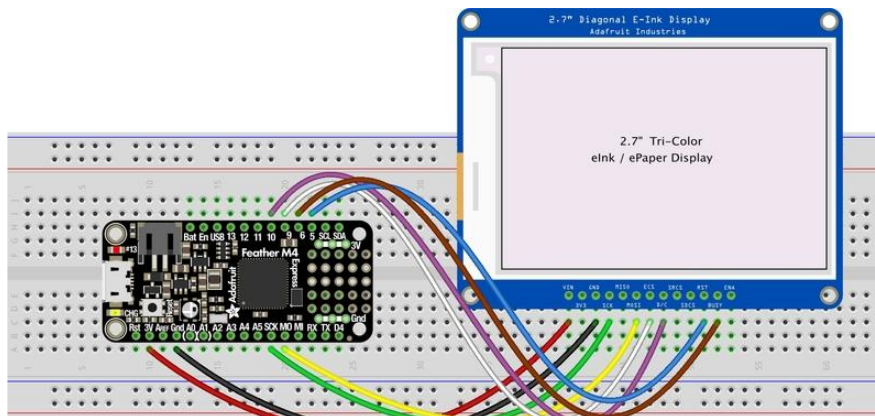 2.7" Diagonal E-Ink Display
Adafruit Industries
2.7" Tri-Color
eInk / ePaper Display
VIN 3V3 GND SCK MISO MOSI ECS D/C SRCS SDCS RST BUSY ENA
Bat En USB 13 12 11 10 9 6 5 SCL SDA
3V
#13
Feather M4
Express
Adafruit
Reset
CHG
Gnd
Rst 3V ARef Gnd A0 A1 A2 A3 A4 A5 SCK MO MI RX TX D4